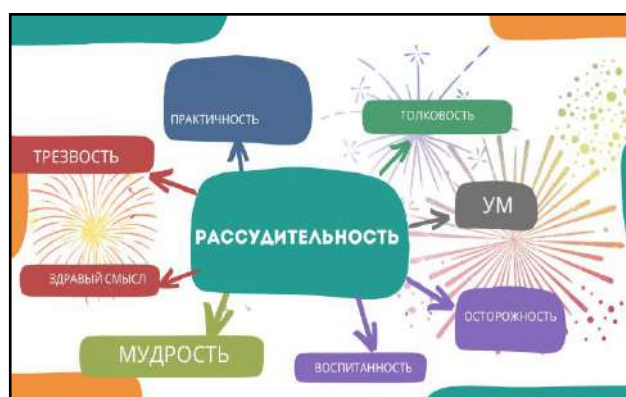 ПРАКТИЧНОСТЬ
ТОЛКОВОСТЬ
ТРЕЗВОСТЬ
УМ
РАССУДИТЕЛЬНОСТЬ
ЗДРАВЫЙ СМЫСЛ
ОСТОРОЖНОСТЬ
МУДРОСТЬ
ВОСПИТАННОСТЬ